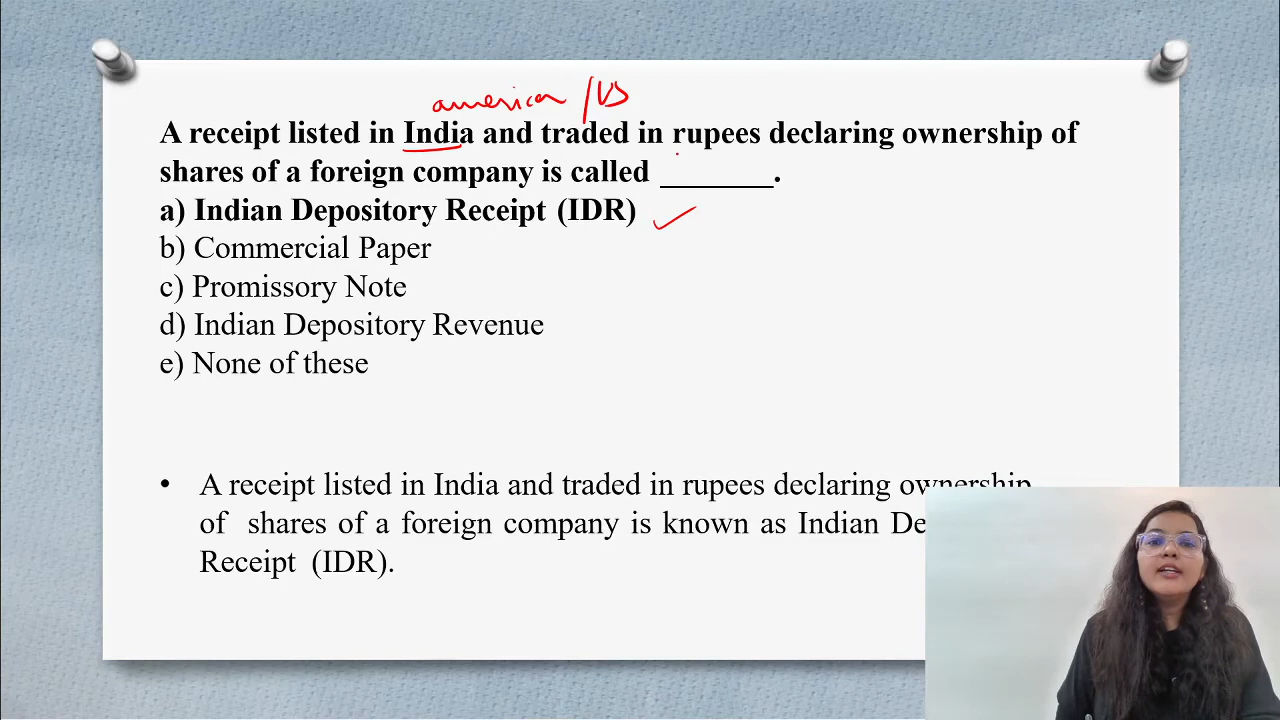 american /US
A receipt listed in India and traded in rupees declaring ownership of
shares of a foreign company is called ________.
a) Indian Depository Receipt (IDR)
b) Commercial Paper
c) Promissory Note
d) Indian Depository Revenue
e) None of these
• A receipt listed in India and traded in rupees declaring ownership
of shares of a foreign company is known as Indian
Receipt (IDR).